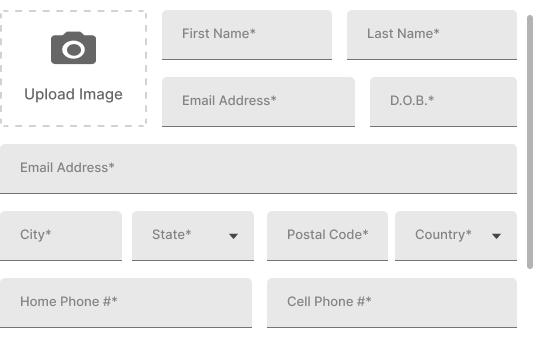 First Name*
Last Name*
Upload Image
Email Address*
D.O.B.*
Email Address*
City*
State*
Postal Code*
Country*
Home Phone #*
Cell Phone #*